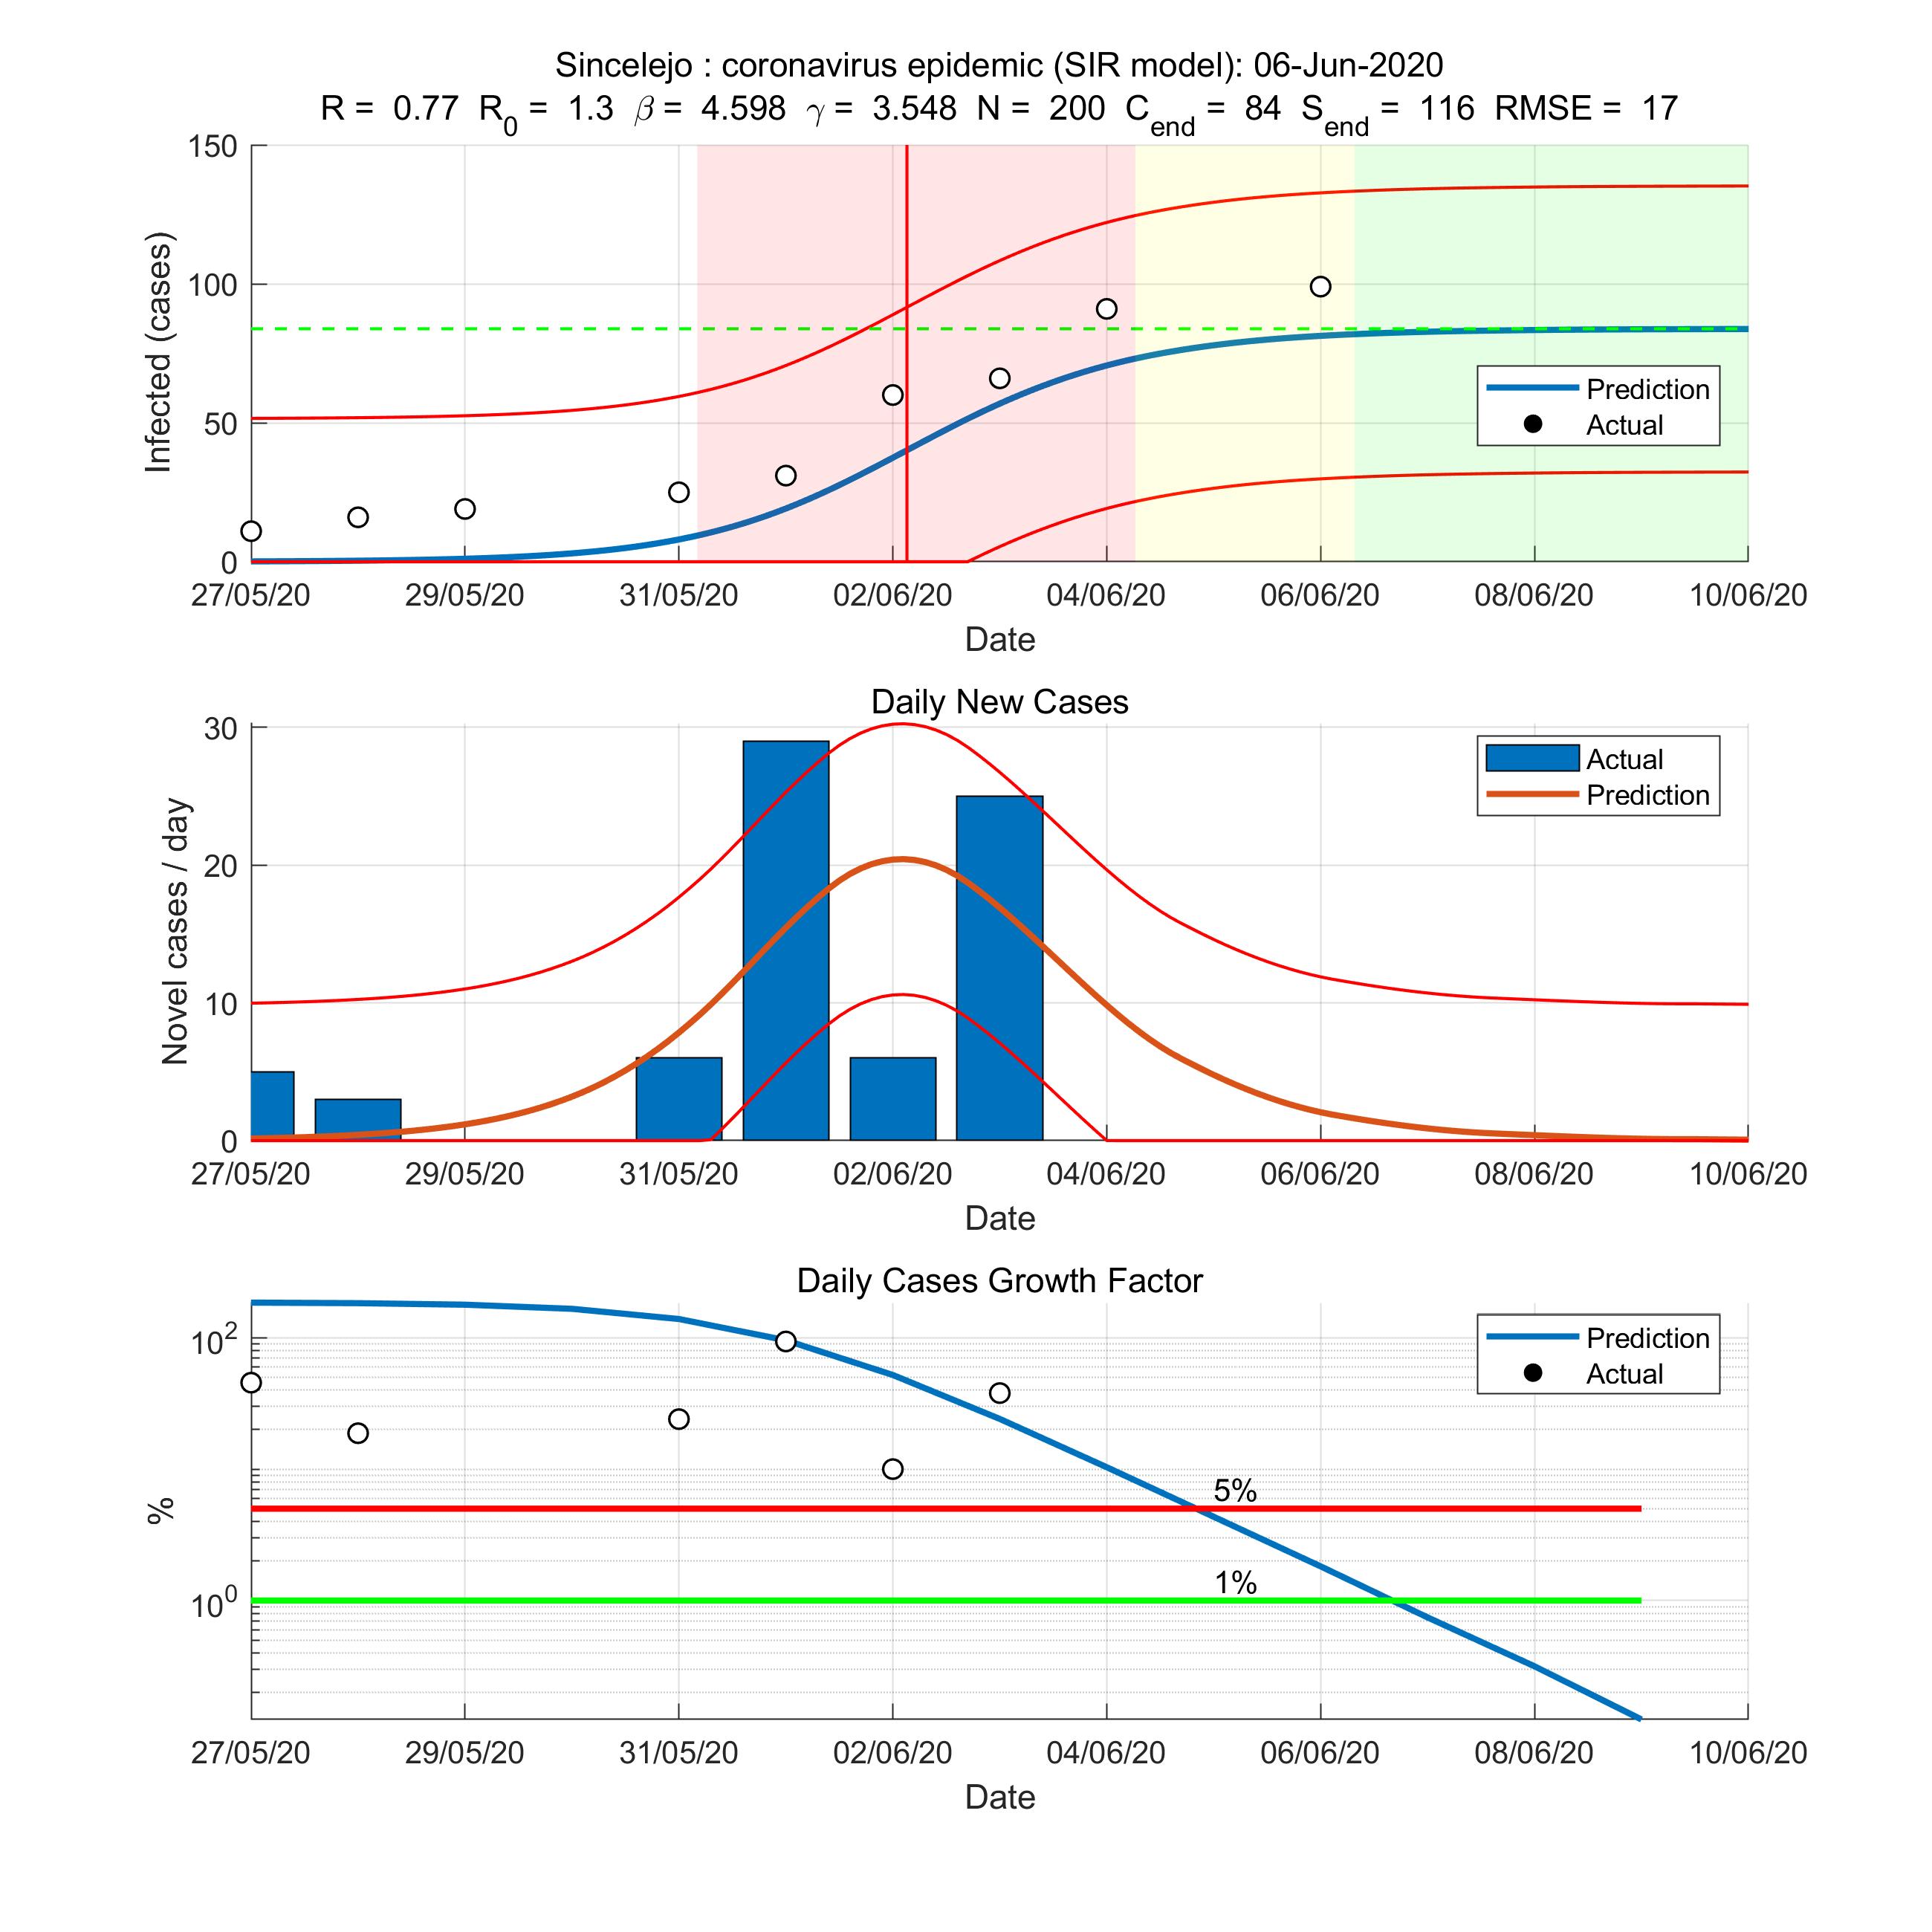 Sincelejo : coronavirus epidemic (SIR model): 06-Jun-2020
R = 0.77 R0 = 1.3 β = 4.598 γ = 3.548 N = 200 Cend = 84 Send = 116 RMSE = 17
150
100
50
0
Infected (cases)
Prediction
Actual
27/05/20 29/05/20 31/05/20 02/06/20 04/06/20 06/06/20 08/06/20 10/06/20
Date
Daily New Cases
30
20
10
0
Novel cases / day
Actual
Prediction
27/05/20 29/05/20 31/05/20 02/06/20 04/06/20 06/06/20 08/06/20 10/06/20
Date
Daily Cases Growth Factor
10^2
10^0
%
Prediction
Actual
5%
1%
27/05/20 29/05/20 31/05/20 02/06/20 04/06/20 06/06/20 08/06/20 10/06/20
Date